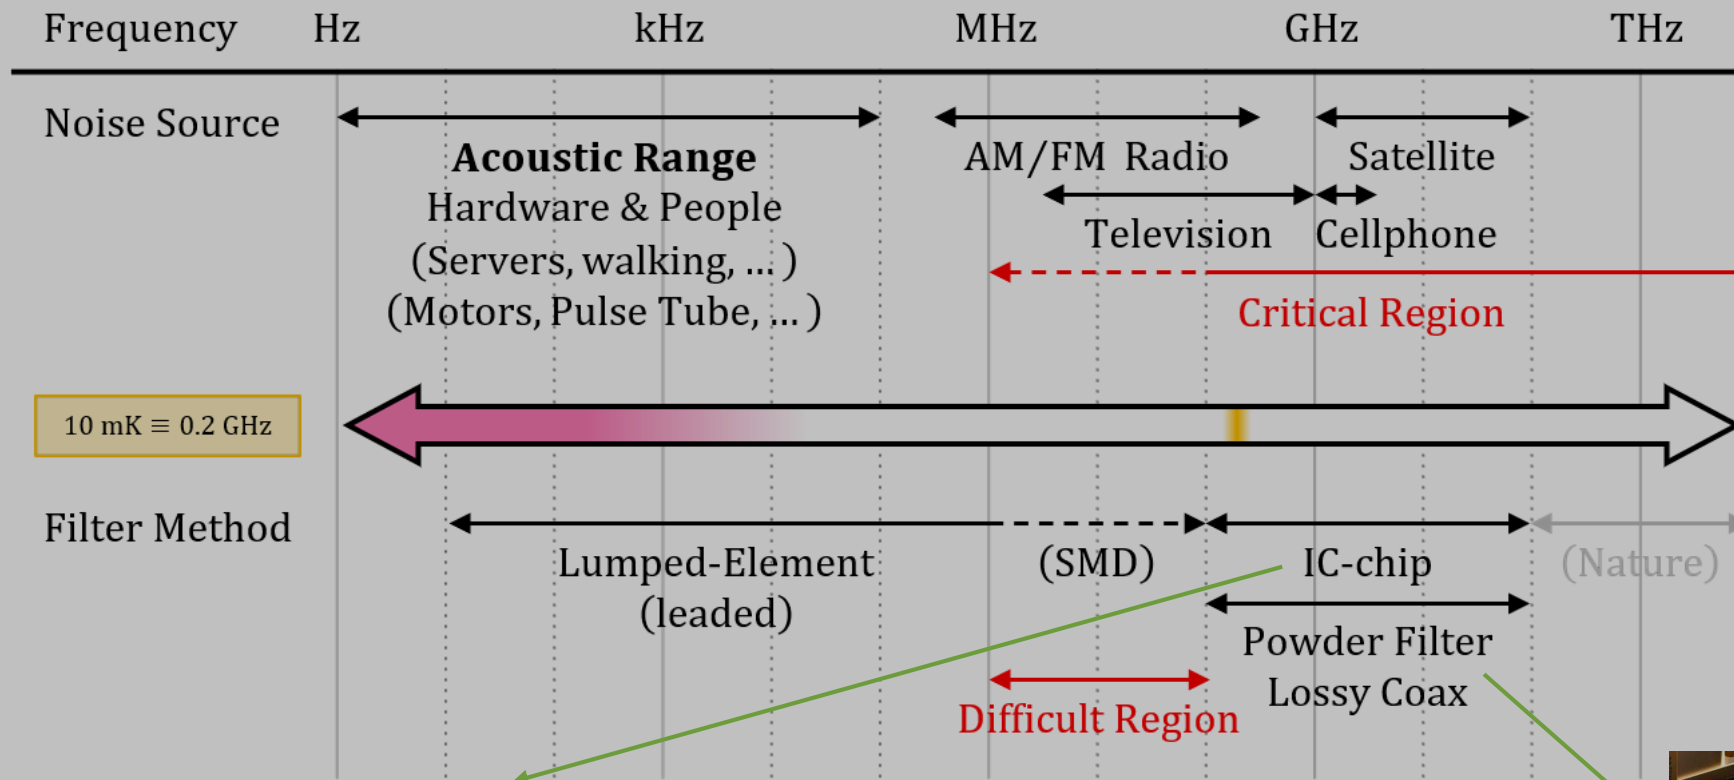 Frequency Hz kHz MHz GHz THz
Noise Source
Acoustic Range
Hardware & People
(Servers, walking, ... )
(Motors, Pulse Tube, ... )
AM/FM Radio
Satellite
Television
Cellphone
Critical Region
10 mK ≡ 0.2 GHz
Filter Method
Lumped-Element
(leaded)
(SMD)
IC-chip
(Nature)
Powder Filter
Lossy Coax
Difficult Region